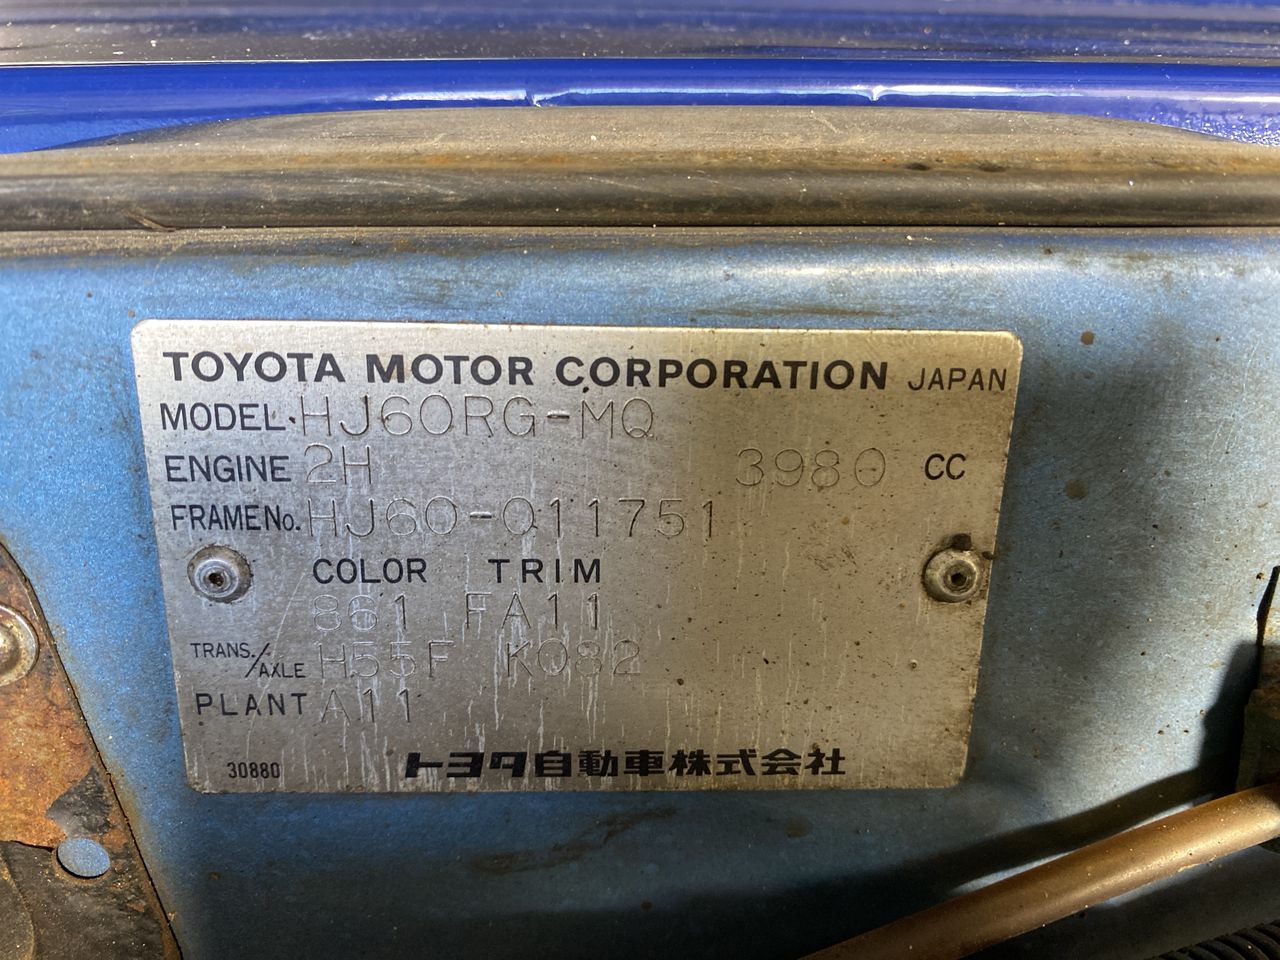 TOYOTA MOTOR CORPORATION JAPAN
MODEL HJ60RG-MQ
ENGINE 2H 3980 CC
FRAME No. HJ60-011751
COLOR TRIM
861 FA11
TRANS./AXLE H55F K082
PLANT A11
30880 トヨタ自動車株式会社